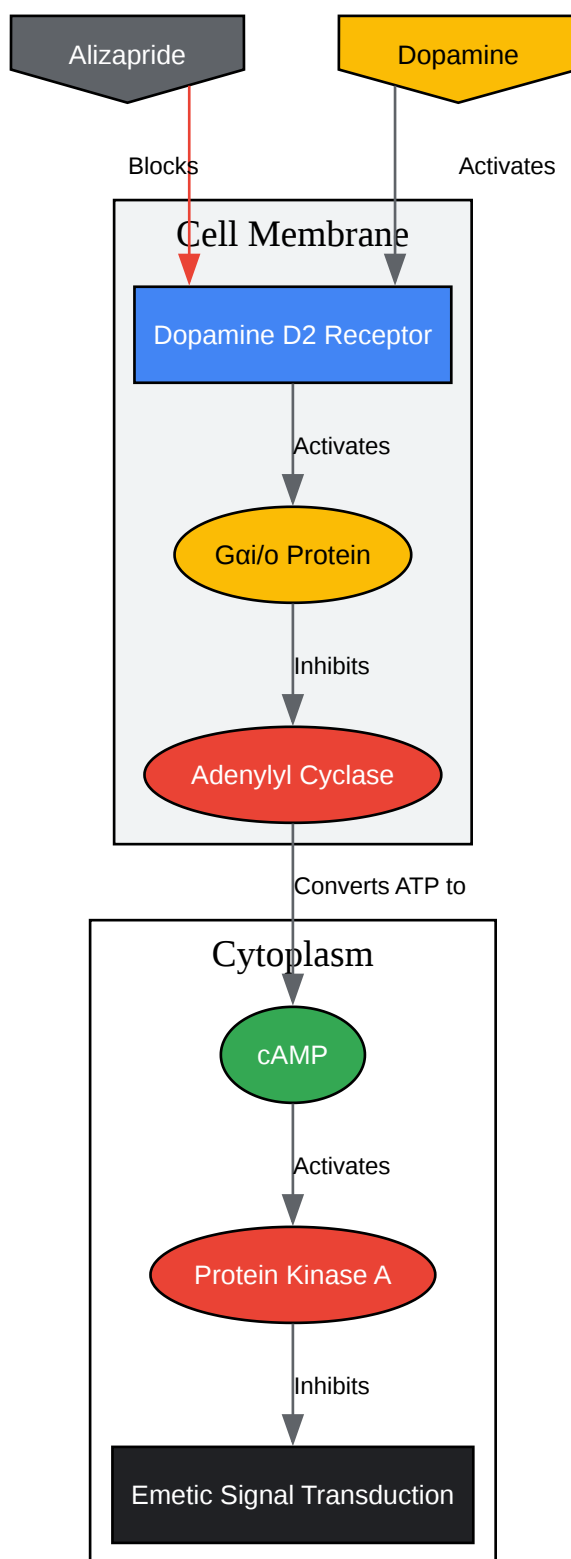 Alizapride
Dopamine
Blocks
Activates
Cell Membrane
Dopamine D2 Receptor
Activates
Gαi/o Protein
Inhibits
Adenylyl Cyclase
Converts ATP to
Cytoplasm
cAMP
Activates
Protein Kinase A
Inhibits
Emetic Signal Transduction